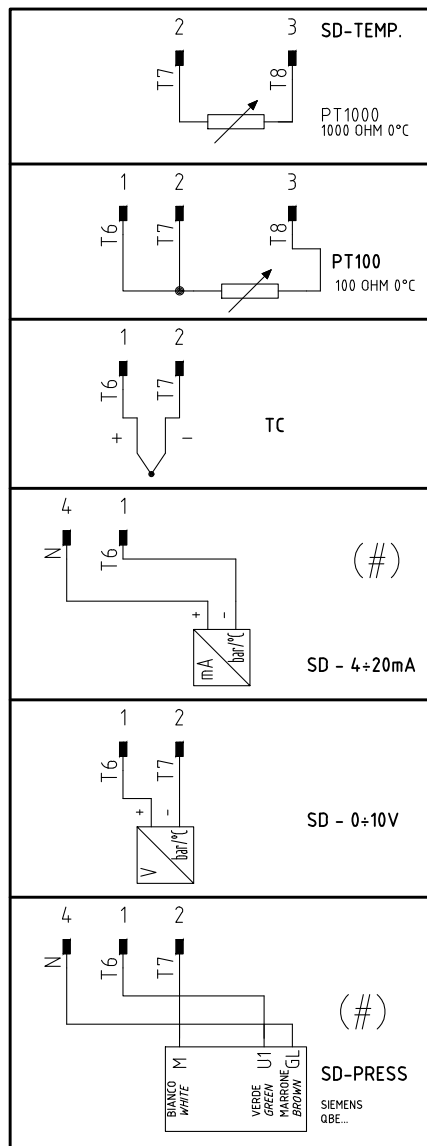 2 3 SD-TEMP.
T7 T8
PT1000
1000 OHM 0°C
1 2 3
T6 T7 T8
PT100
100 OHM 0°C
1 2
T6 T7
+ -
TC
4 1
N T6
(#)
+ -
mA bar/°C
SD - 4÷20mA
1 2
T6 T7
+ -
V bar/°C
SD - 0÷10V
4 1 2
N T6 T7
(#)
M U1 GL
BIANCO VERDE MARRONE
WHITE GREEN BROWN
SD-PRESS
SIEMENS
QBE...